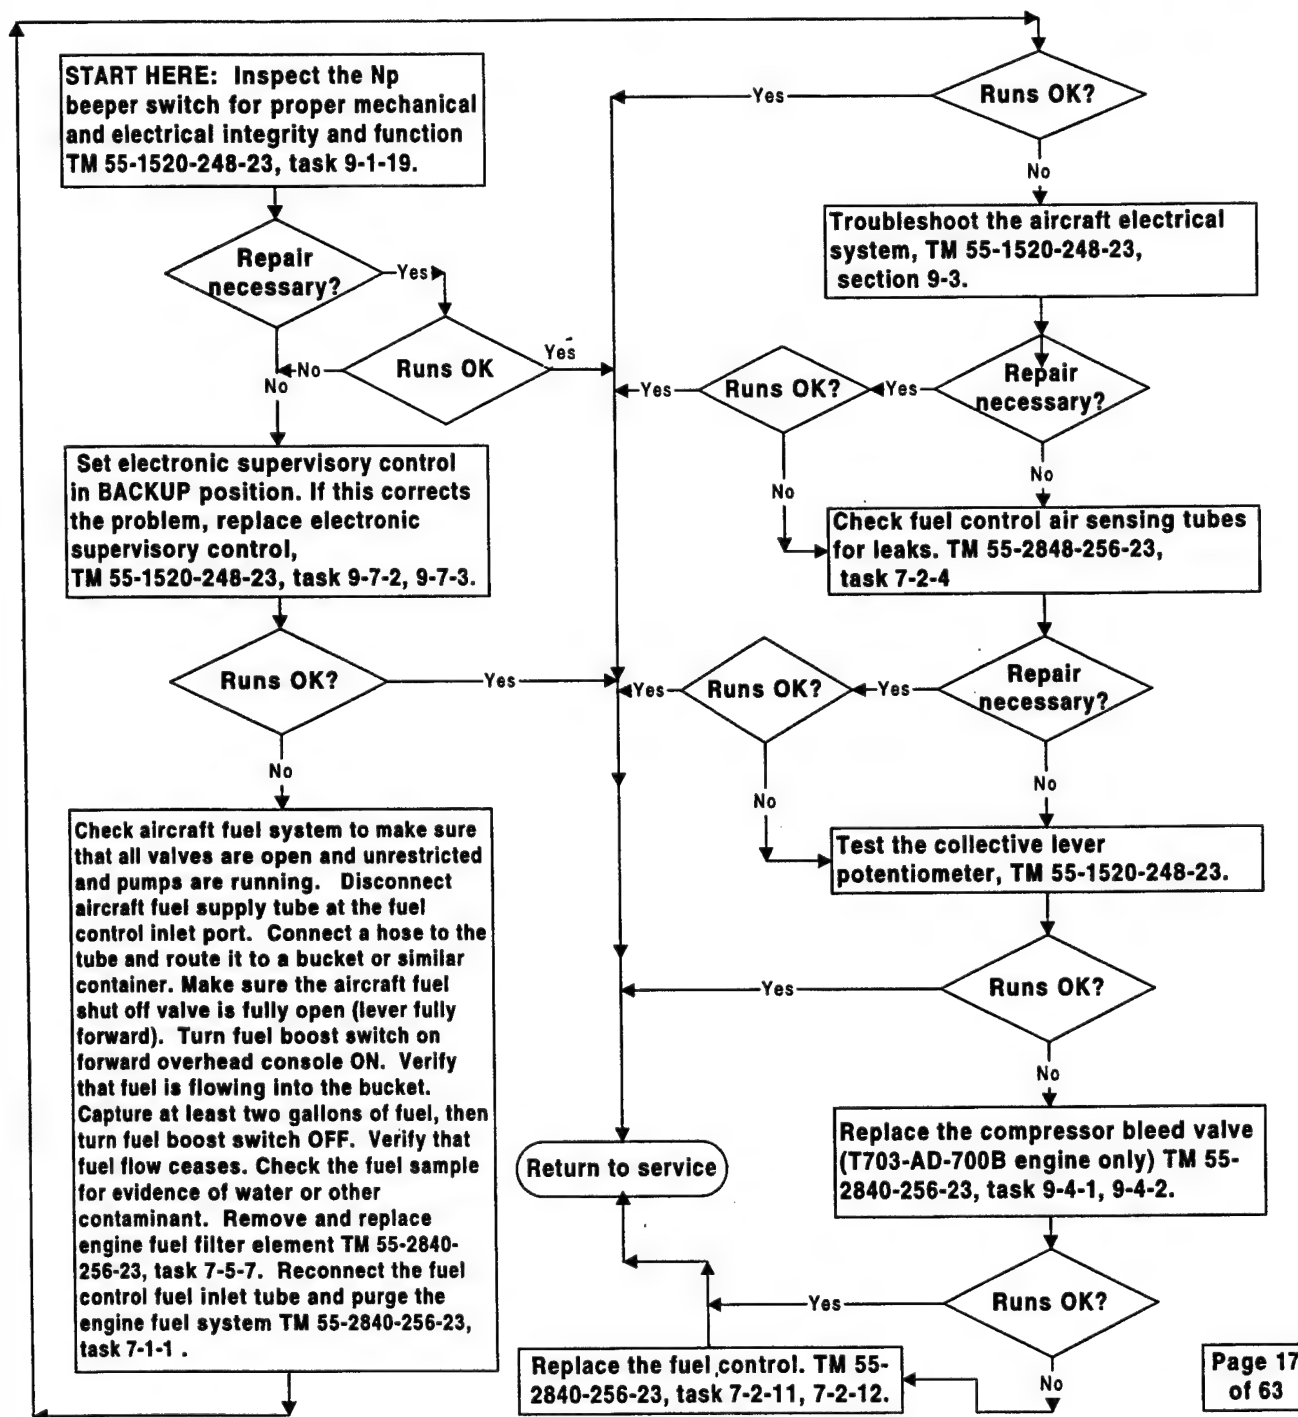 START HERE: Inspect the Np
beeper switch for proper mechanical
and electrical integrity and function
TM 55-1520-248-23, task 9-1-19.
Repair
necessary?
Yes
Runs OK
Yes
No
No
Set electronic supervisory control
in BACKUP position. If this corrects
the problem, replace electronic
supervisory control,
TM 55-1520-248-23, task 9-7-2, 9-7-3.
Runs OK?
Yes
No
Check aircraft fuel system to make sure
that all valves are open and unrestricted
and pumps are running. Disconnect
aircraft fuel supply tube at the fuel
control inlet port. Connect a hose to the
tube and route it to a bucket or similar
container. Make sure the aircraft fuel
shut off valve is fully open (lever fully
forward). Turn fuel boost switch on
forward overhead console ON. Verify
that fuel is flowing into the bucket.
Capture at least two gallons of fuel, then
turn fuel boost switch OFF. Verify that
fuel flow ceases. Check the fuel sample
for evidence of water or other
contaminant. Remove and replace
engine fuel filter element TM 55-2840-
256-23, task 7-5-7. Reconnect the fuel
control fuel inlet tube and purge the
engine fuel system TM 55-2840-256-23,
task 7-1-1 .
Runs OK?
Yes
No
Troubleshoot the aircraft electrical
system, TM 55-1520-248-23,
section 9-3.
Repair
necessary?
Yes
Runs OK?
Yes
No
No
Check fuel control air sensing tubes
for leaks. TM 55-2848-256-23,
task 7-2-4
Repair
necessary?
Yes
Runs OK?
Yes
No
No
Test the collective lever
potentiometer, TM 55-1520-248-23.
Runs OK?
Yes
No
Replace the compressor bleed valve
(T703-AD-700B engine only) TM 55-
2840-256-23, task 9-4-1, 9-4-2.
Runs OK?
Yes
No
Replace the fuel control. TM 55-
2840-256-23, task 7-2-11, 7-2-12.
Return to service
Page 17
of 63